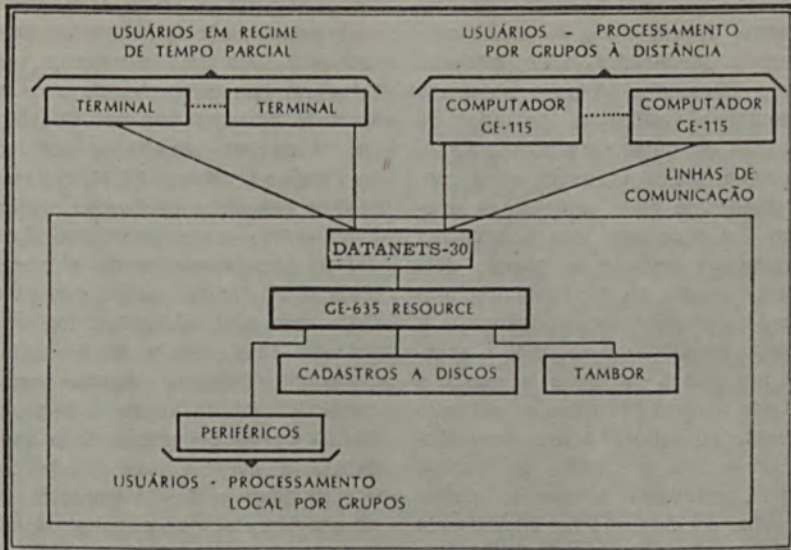 USUÁRIOS EM REGIME
DE TEMPO PARCIAL
USUÁRIOS - PROCESSAMENTO
POR GRUPOS À DISTÂNCIA
TERMINAL
TERMINAL
COMPUTADOR
GE-115
COMPUTADOR
GE-115
LINHAS DE
COMUNICAÇÃO
DATANETS-30
GE-635 RESOURCE
CADASTROS A DISCOS
TAMBOR
PERIFÉRICOS
USUÁRIOS - PROCESSAMENTO
LOCAL POR GRUPOS